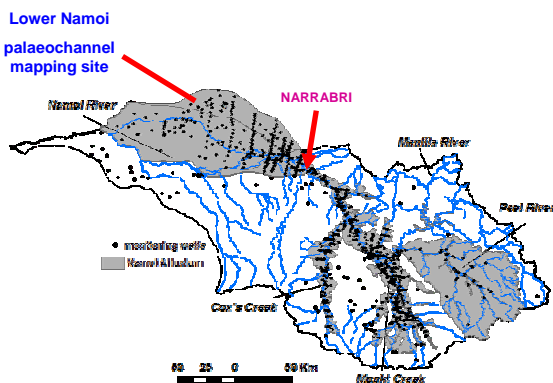 Lower Namoi
palaeochannel
mapping site
NARRABRI
Namoi River
Manilla River
Peel River
monitoring wells
Namoi Alluvium
Cox's Creek
50 25 0 50 Km
Mooki Creek